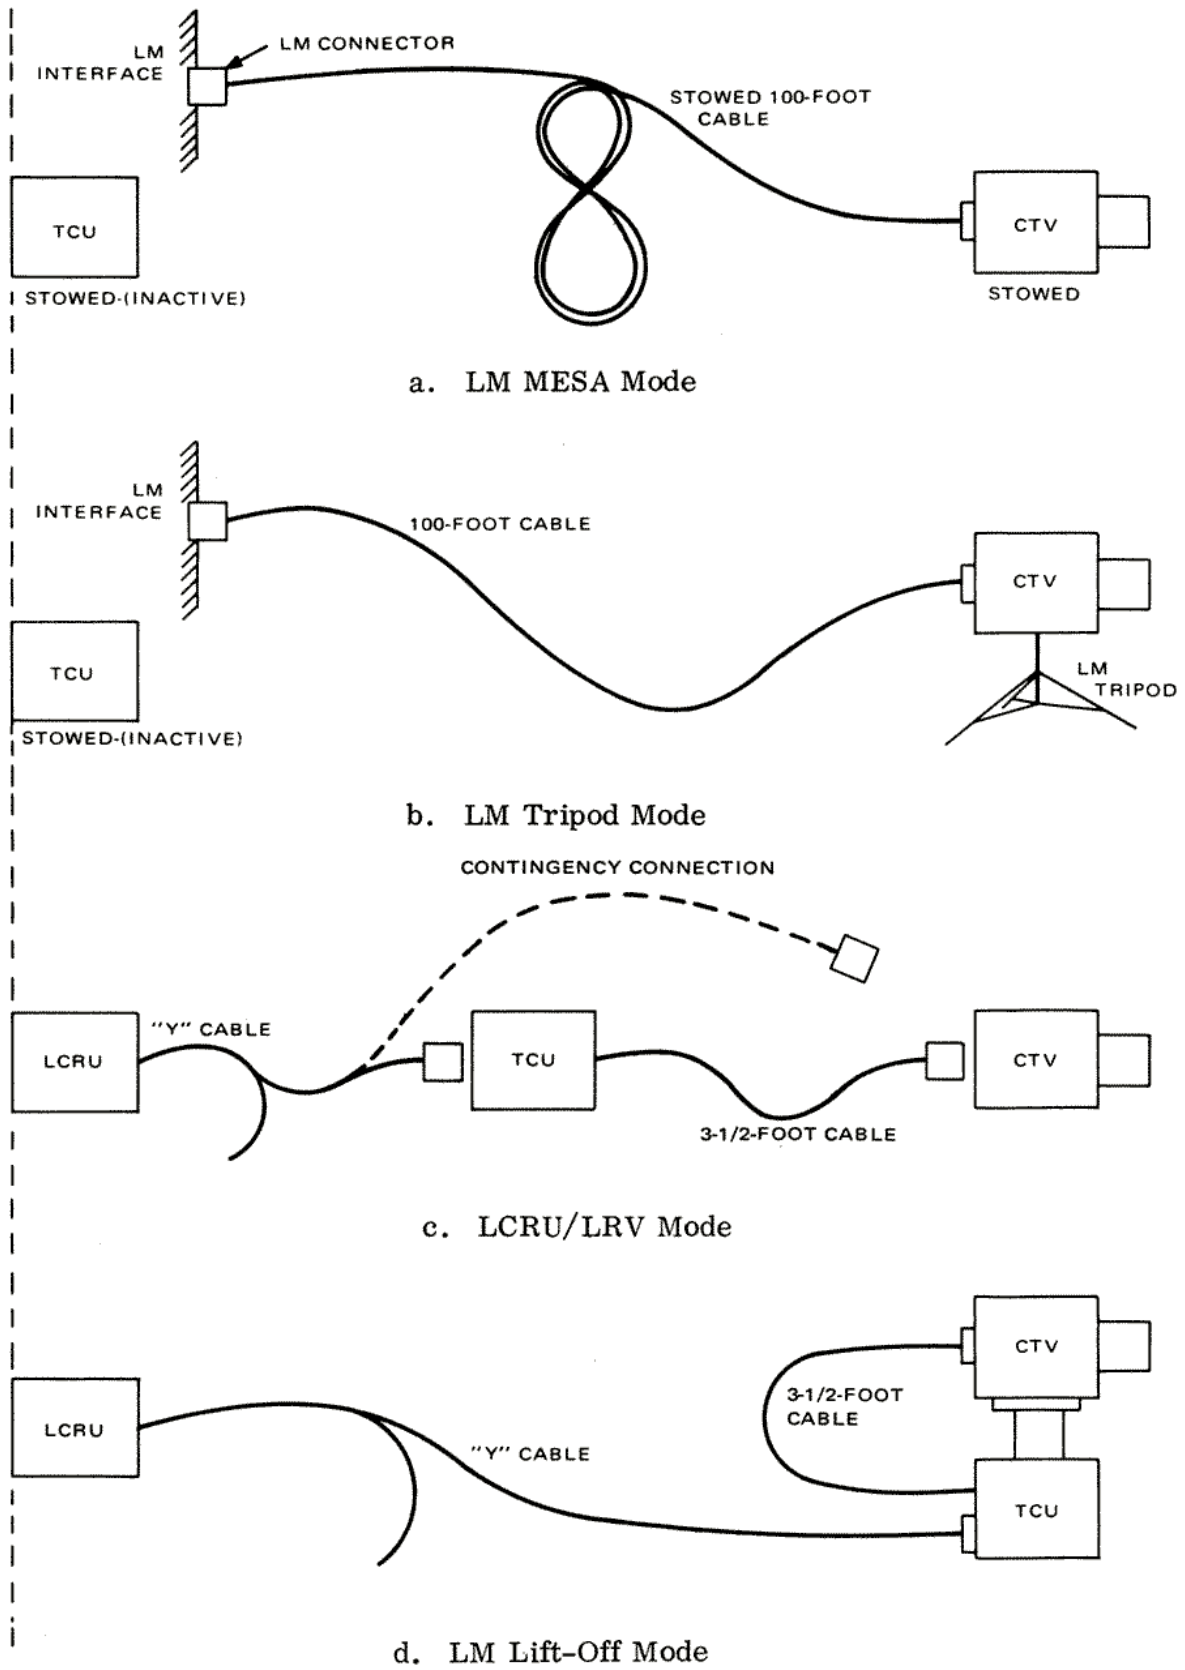 LM
INTERFACE
LM CONNECTOR
STOWED 100-FOOT
CABLE
TCU
STOWED-(INACTIVE)
CTV
STOWED
a. LM MESA Mode
LM
INTERFACE
100-FOOT CABLE
CTV
TCU
STOWED-(INACTIVE)
LM
TRIPOD
b. LM Tripod Mode
CONTINGENCY CONNECTION
"Y" CABLE
LCRU
TCU
CTV
3-1/2-FOOT CABLE
c. LCRU/LRV Mode
CTV
3-1/2-FOOT
CABLE
LCRU
"Y" CABLE
TCU
d. LM Lift-Off Mode